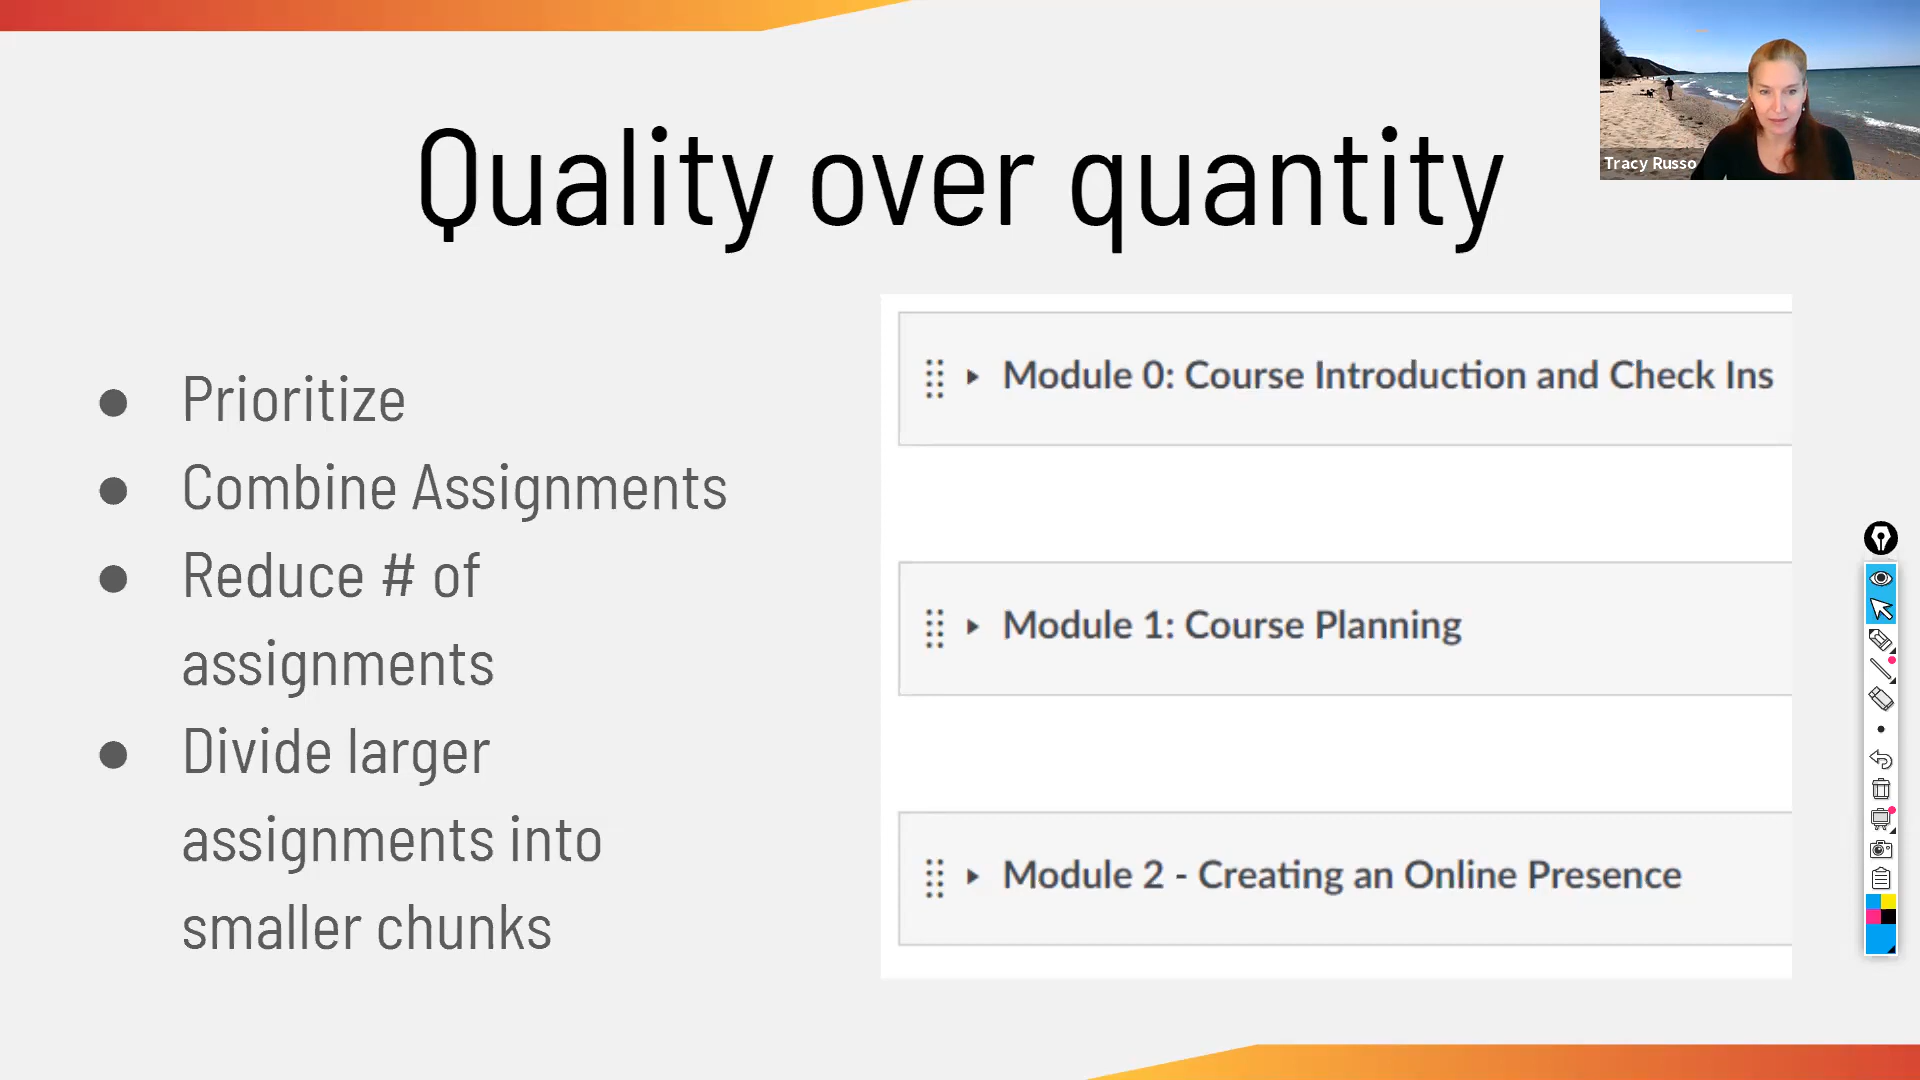 Quality over quantity
Tracy Russo
● Prioritize
● Combine Assignments
● Reduce # of
assignments
● Divide larger
assignments into
smaller chunks
Module 0: Course Introduction and Check Ins
Module 1: Course Planning
Module 2 - Creating an Online Presence